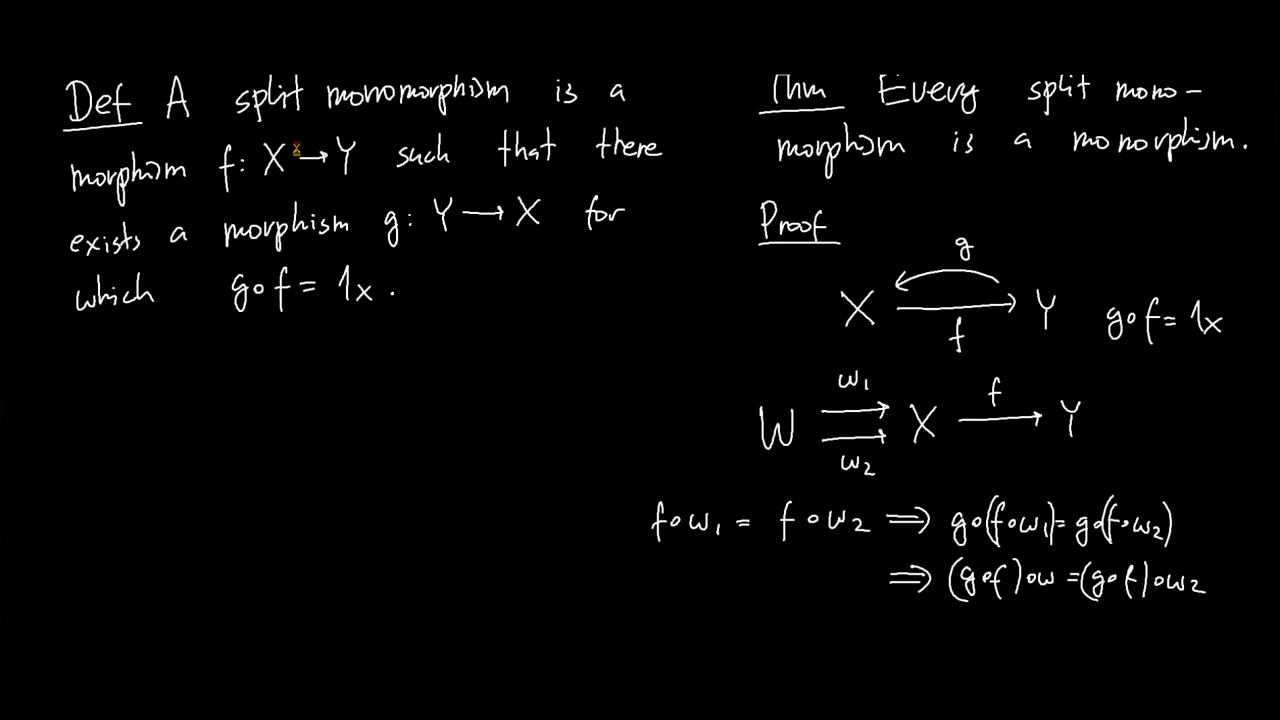 Def A split monomorphism is a
morphism f: X → Y such that there
exists a morphism g: Y → X for
which g∘f = 1x.
Thm Every split mono-
morphism is a monorphism.
Proof
g
X Y g∘f = 1x
f
w1 f
W ⇉ X → Y
w2
f∘w1 = f∘w2 ⟹ g∘(f∘w1) = g∘(f∘w2)
⟹ (g∘f)∘w = (g∘f)∘w2